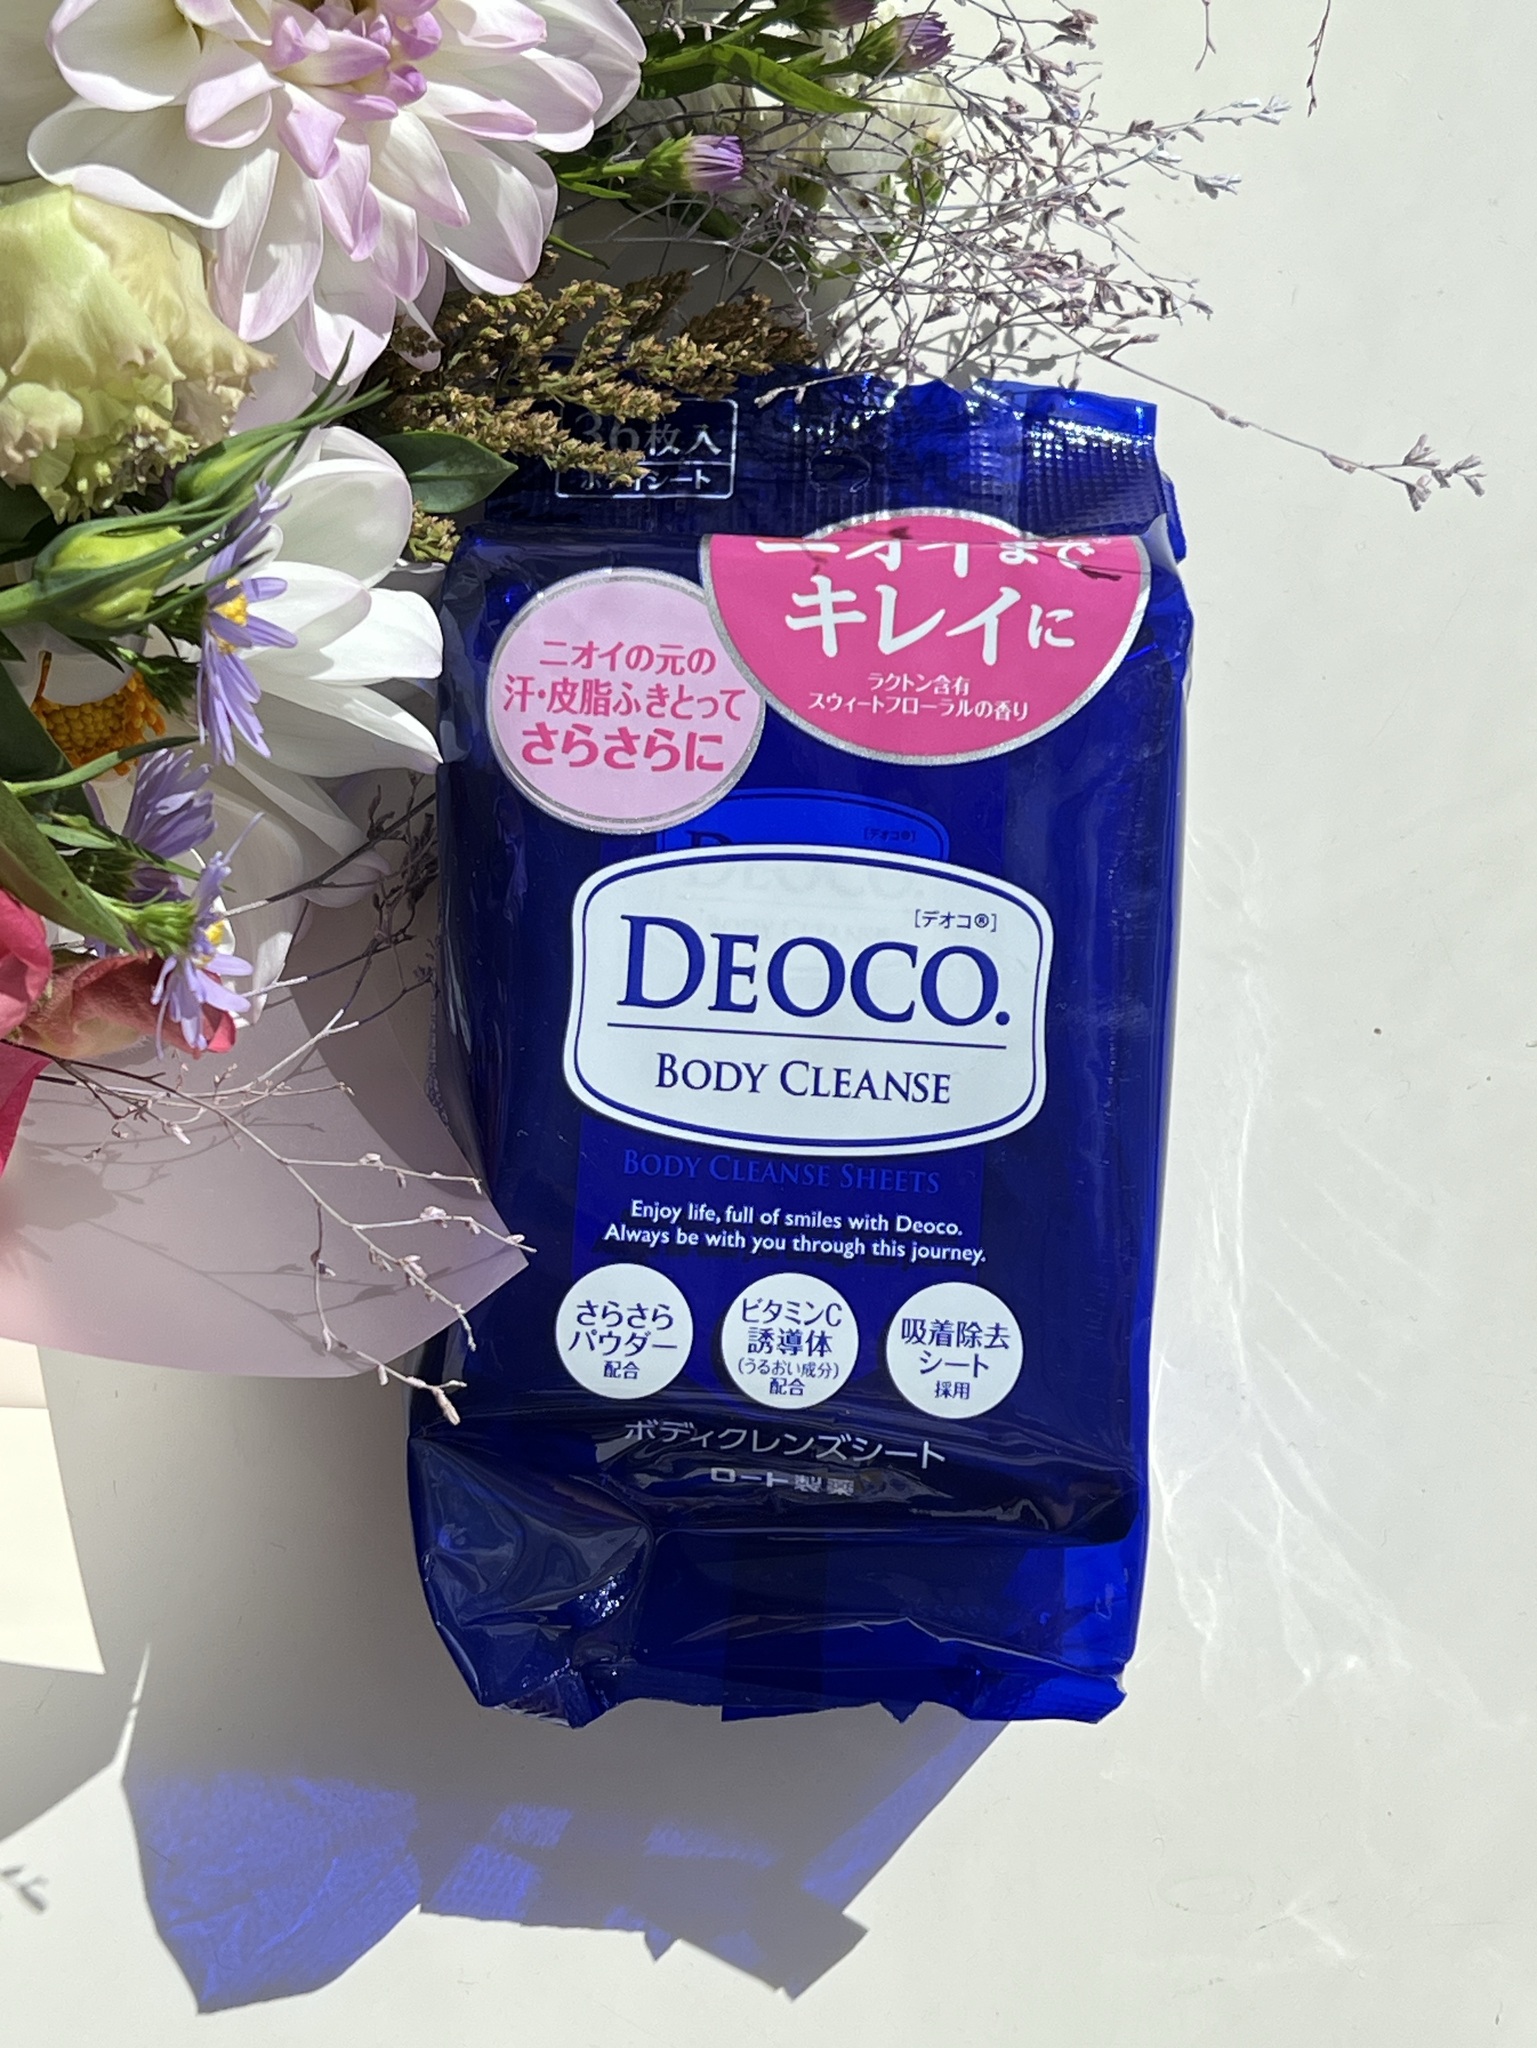 36枚入
ボディシート
ニオイまで®
キレイに
ラクトン含有
スウィートフローラルの香り
ニオイの元の
汗・皮脂ふきとって
さらさらに
[デオコ®]
[デオコ®]
DEOCO.
BODY CLEANSE
BODY CLEANSE SHEETS
Enjoy life, full of smiles with Deoco.
Always be with you through this journey.
さらさら
パウダー
配合
ビタミンC
誘導体
(うるおい成分)
配合
吸着除去
シート
採用
ボディクレンズシート
ロート製薬